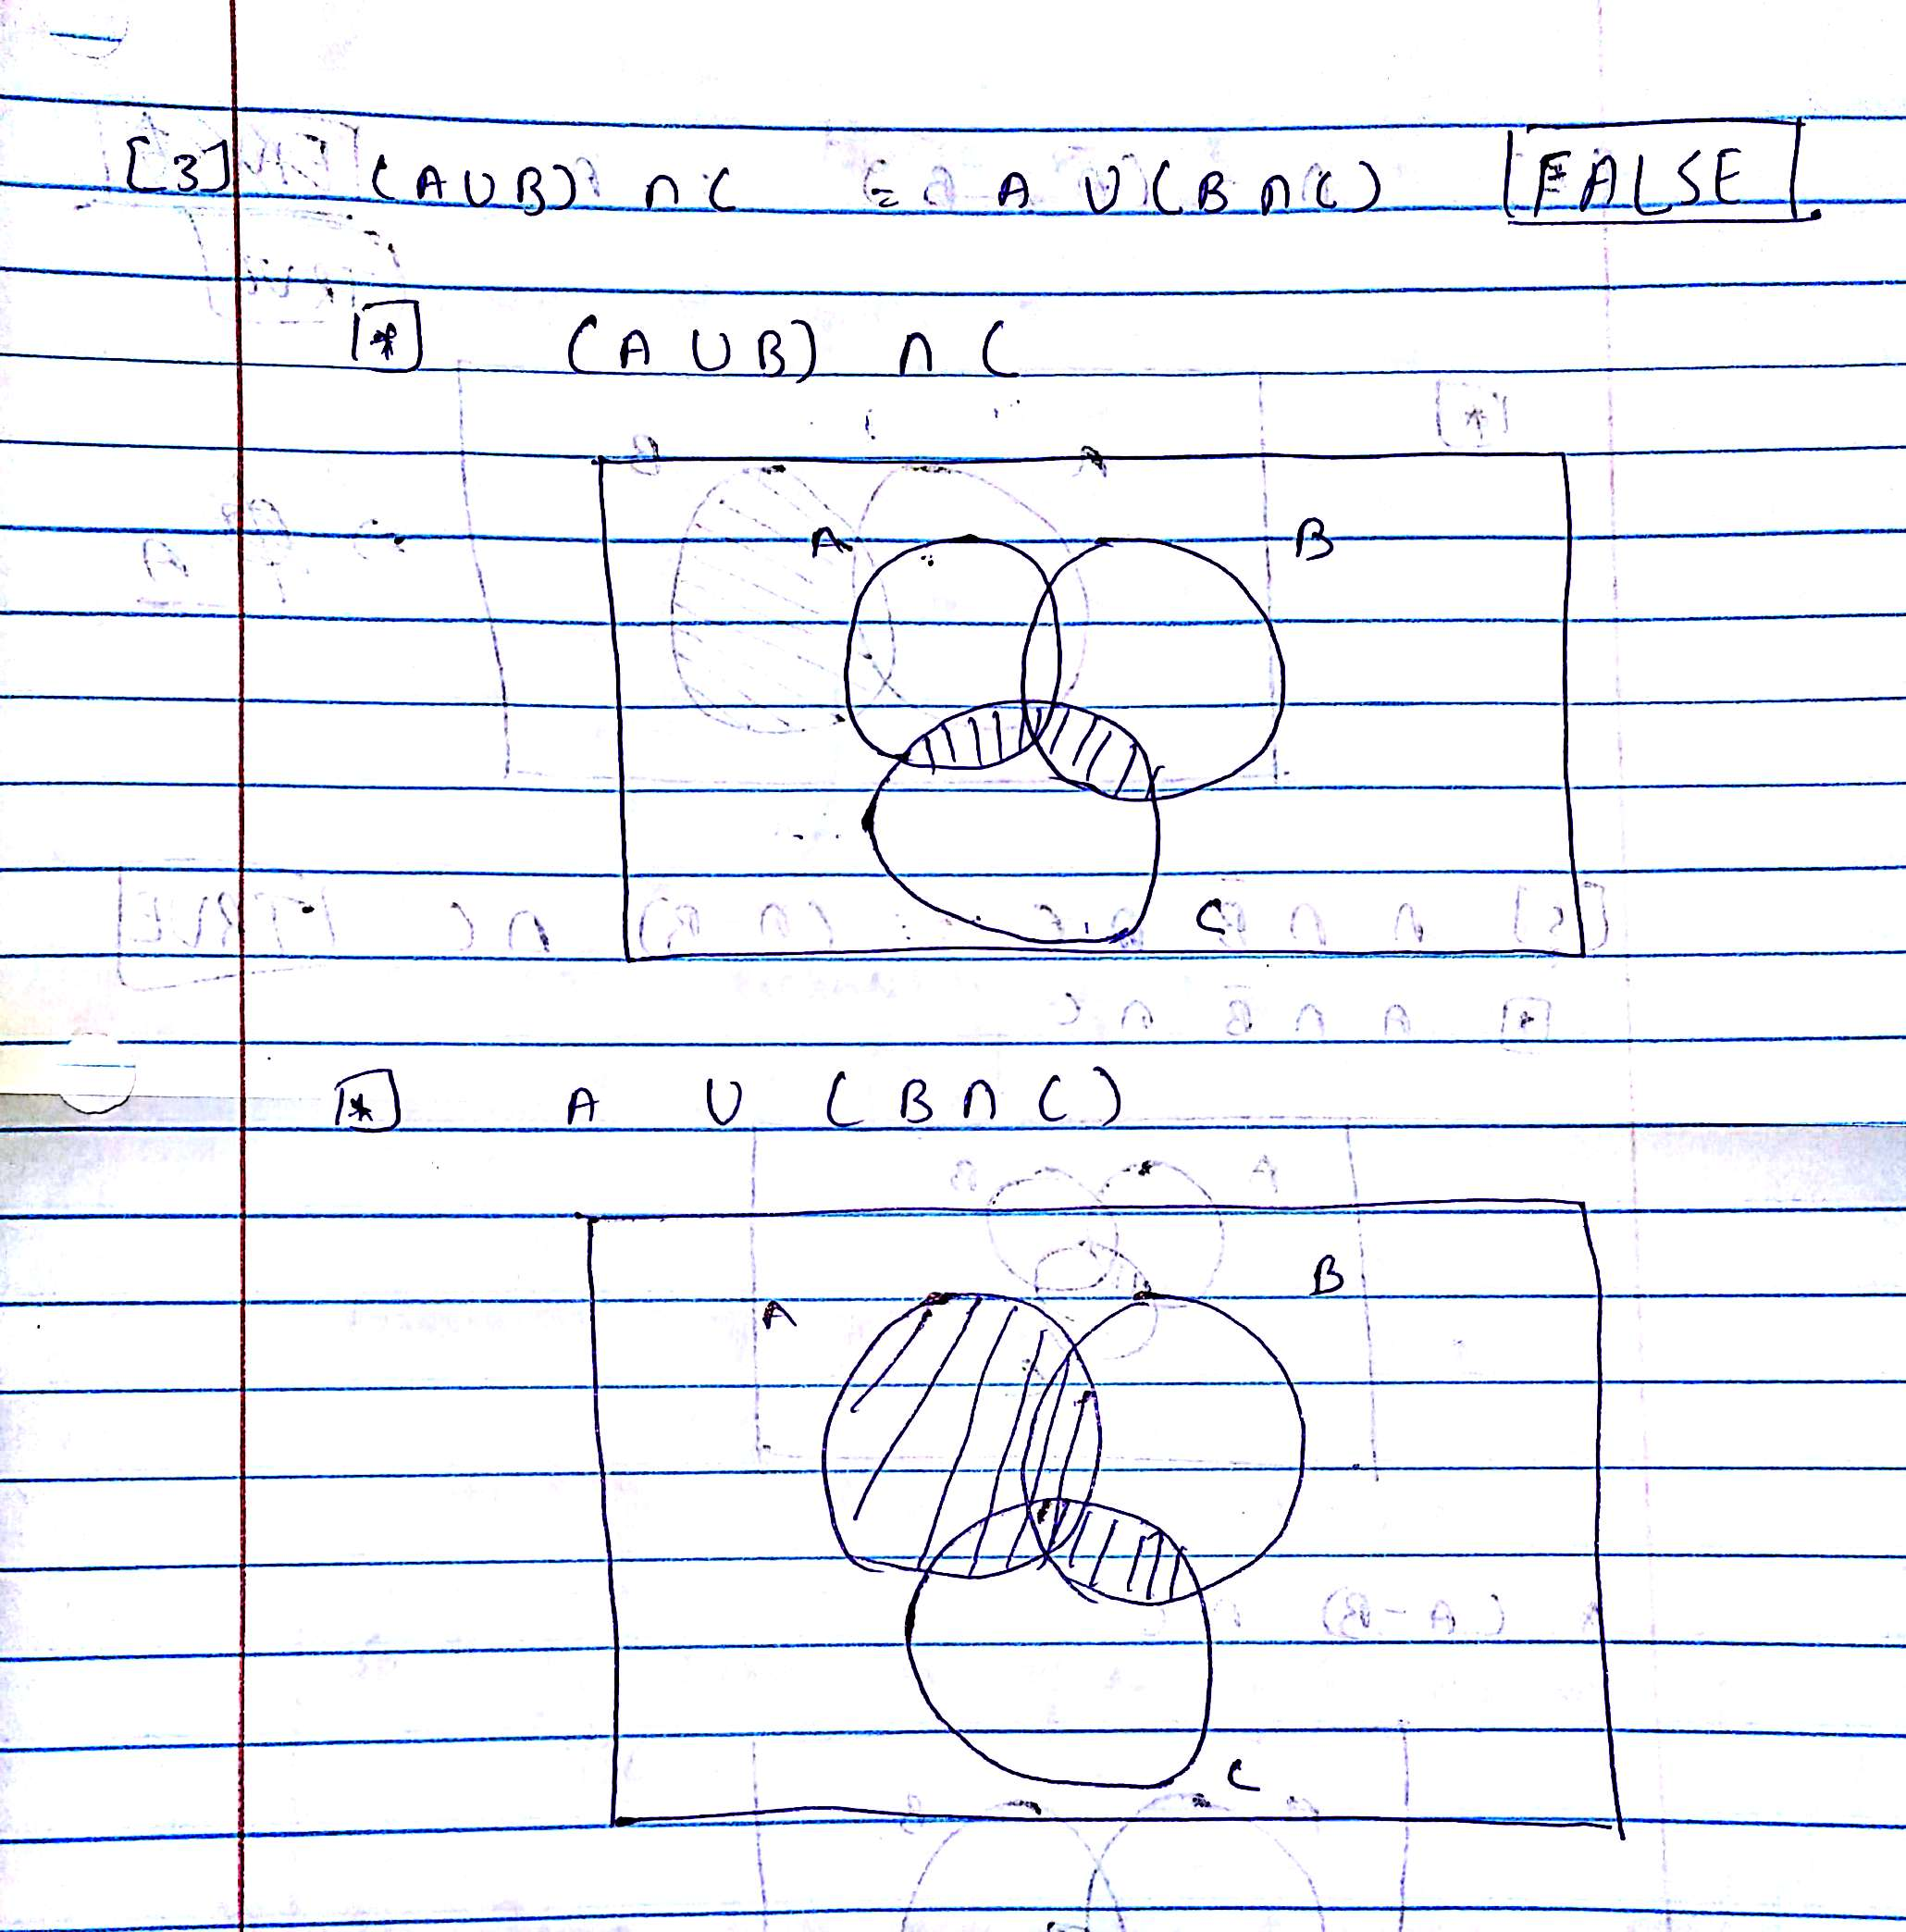 [3] (A∪B) ∩ C = A ∪ (B ∩ C) FALSE
[*] (A ∪ B) ∩ C
A B
C
[*] A ∪ (B ∩ C)
B
A
C